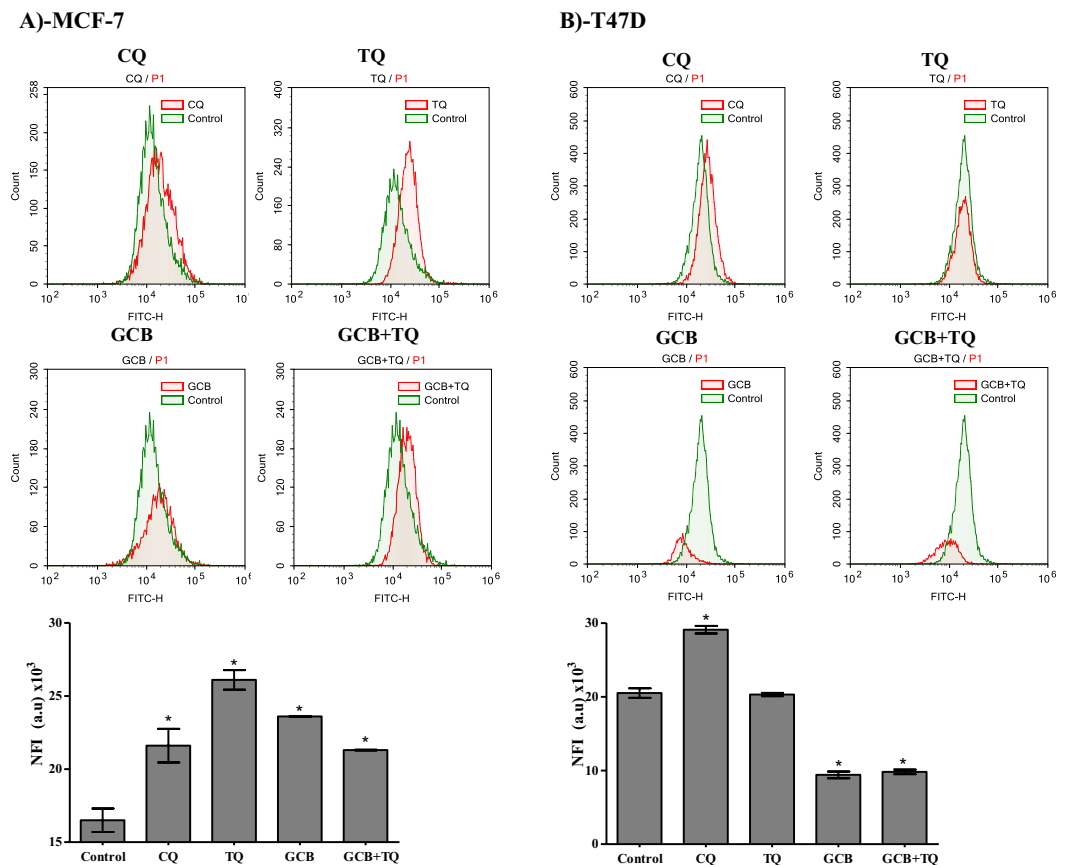 A)-MCF-7
B)-T47D
CQ
TQ
CQ
TQ
CQ / P1
TQ / P1
CQ / P1
TQ / P1
258
200
150
100
50
0
Count
CQ
Control
10² 10³ 10⁴ 10⁵ 1
FITC-H
400
320
240
160
80
0
Count
TQ
Control
10² 10³ 10⁴ 10⁵ 10⁶
FITC-H
600
500
400
300
200
100
0
Count
CQ
Control
10² 10³ 10⁴ 10⁵ 10⁶
FITC-H
600
500
400
300
200
100
0
Count
TQ
Control
10² 10³ 10⁴ 10⁵ 10⁶
FITC-H
GCB
GCB+TQ
GCB
GCB+TQ
GCB / P1
GCB+TQ / P1
GCB / P1
GCB+TQ / P1
300
240
180
120
60
0
Count
GCB
Control
10² 10³ 10⁴ 10⁵ 6
FITC-H
300
240
180
120
60
0
Count
GCB+TQ
Control
10² 10³ 10⁴ 10⁵ 10⁶
FITC-H
600
500
400
300
200
100
0
Count
GCB
Control
10² 10³ 10⁴ 10⁵ 10⁶
FITC-H
600
500
400
300
200
100
0
Count
GCB+TQ
Control
10² 10³ 10⁴ 10⁵ 10⁶
FITC-H
NFI (a.u) x10³
30
25
20
15
* * * *
Control CQ TQ GCB GCB+TQ
NFI (a.u) x10³
30
20
10
0
* * *
Control CQ TQ GCB GCB+TQ